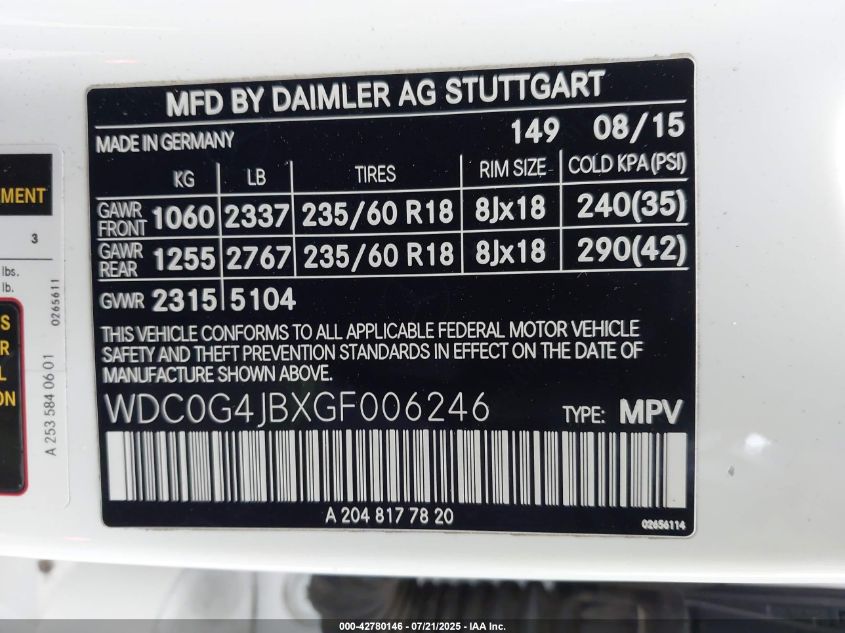 MFD BY DAIMLER AG STUTTGART
MADE IN GERMANY 149 08/15
KG LB TIRES RIM SIZE COLD KPA (PSI)
GAWR FRONT 1060 2337 235/60 R18 8Jx18 240(35)
GAWR REAR 1255 2767 235/60 R18 8Jx18 290(42)
GVWR 2315 5104
THIS VEHICLE CONFORMS TO ALL APPLICABLE FEDERAL MOTOR VEHICLE
SAFETY AND THEFT PREVENTION STANDARDS IN EFFECT ON THE DATE OF
MANUFACTURE SHOWN ABOVE.
WDC0G4JBXGF006246 TYPE: MPV
A 204 817 78 20 02656114
3
lbs.
lb.
0265611
A 253 584 06 01
000-42780146 - 07/21/2025 - IAA Inc.